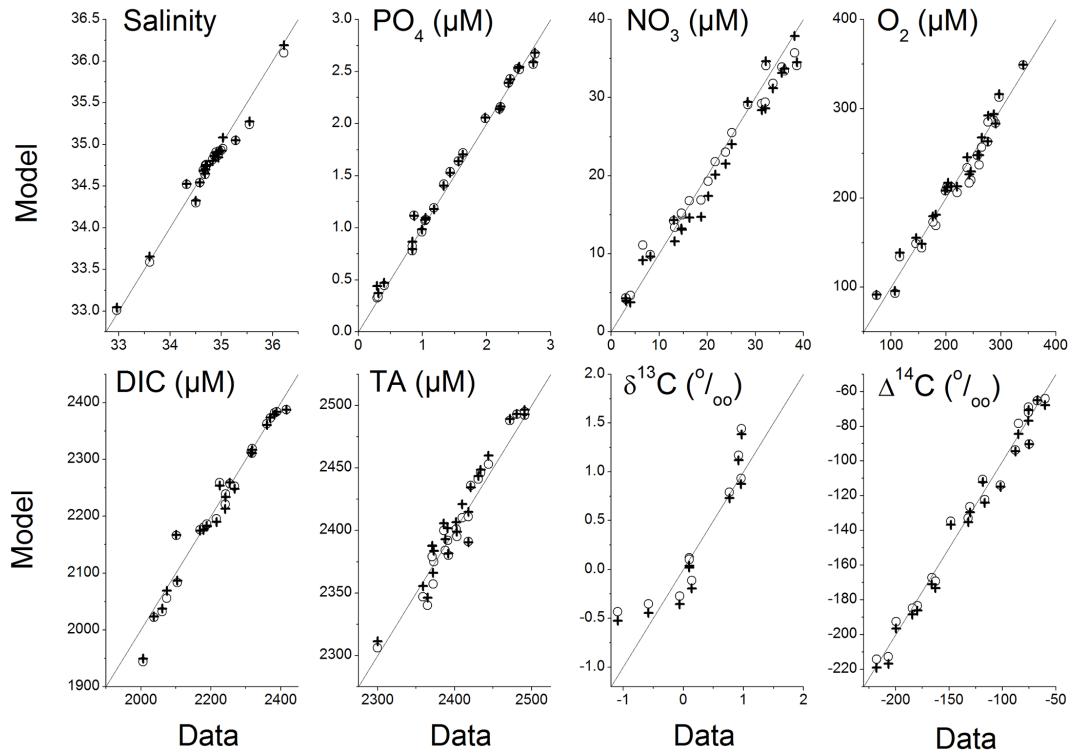 Salinity
PO4 (µM)
NO3 (µM)
O2 (µM)
36.5
36.0
35.5
35.0
34.5
34.0
33.5
33.0
33 34 35 36
3.0
2.5
2.0
1.5
1.0
0.5
0.0
0 1 2 3
40
30
20
10
0
0 10 20 30 40
400
300
200
100
100 200 300 400
Model
DIC (µM)
TA (µM)
δ13C (o/oo)
Δ14C (o/oo)
2400
2300
2200
2100
2000
1900
2000 2200 2400
2500
2450
2400
2350
2300
2300 2400 2500
2.0
1.5
1.0
0.5
0.0
-0.5
-1.0
-1 0 1 2
-60
-80
-100
-120
-140
-160
-180
-200
-220
-200 -150 -100 -50
Model
Data
Data
Data
Data